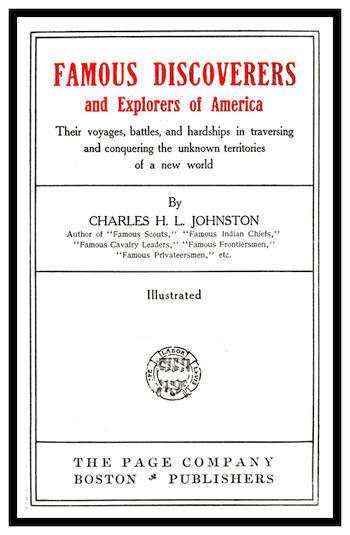 FAMOUS DISCOVERERS
and Explorers of America
Their voyages, battles, and hardships in traversing
and conquering the unknown territories
of a new world
By
CHARLES H. L. JOHNSTON
Author of "Famous Scouts," "Famous Indian Chiefs,"
"Famous Cavalry Leaders," "Famous Frontiersmen,"
"Famous Privateersmen," etc.
Illustrated
LABOR
THE PAGE COMPANY
BOSTON PUBLISHERS